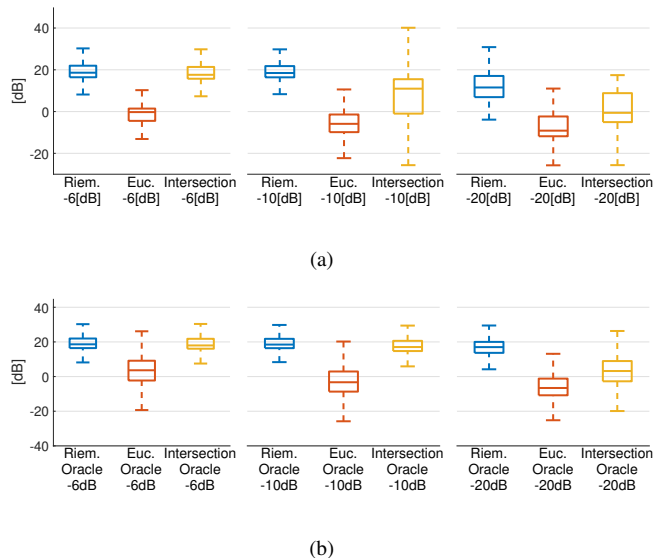 40
20
0
-20
[dB]
Riem. Euc. Intersection Riem. Euc. Intersection Riem. Euc. Intersection
-6[dB] -6[dB] -6[dB] -10[dB] -10[dB] -10[dB] -20[dB] -20[dB] -20[dB]
(a)
40
20
0
-20
-40
[dB]
Riem. Euc. Intersection Riem. Euc. Intersection Riem. Euc. Intersection
Oracle Oracle Oracle Oracle Oracle Oracle Oracle Oracle Oracle
-6dB -6dB -6dB -10dB -10dB -10dB -20dB -20dB -20dB
(b)